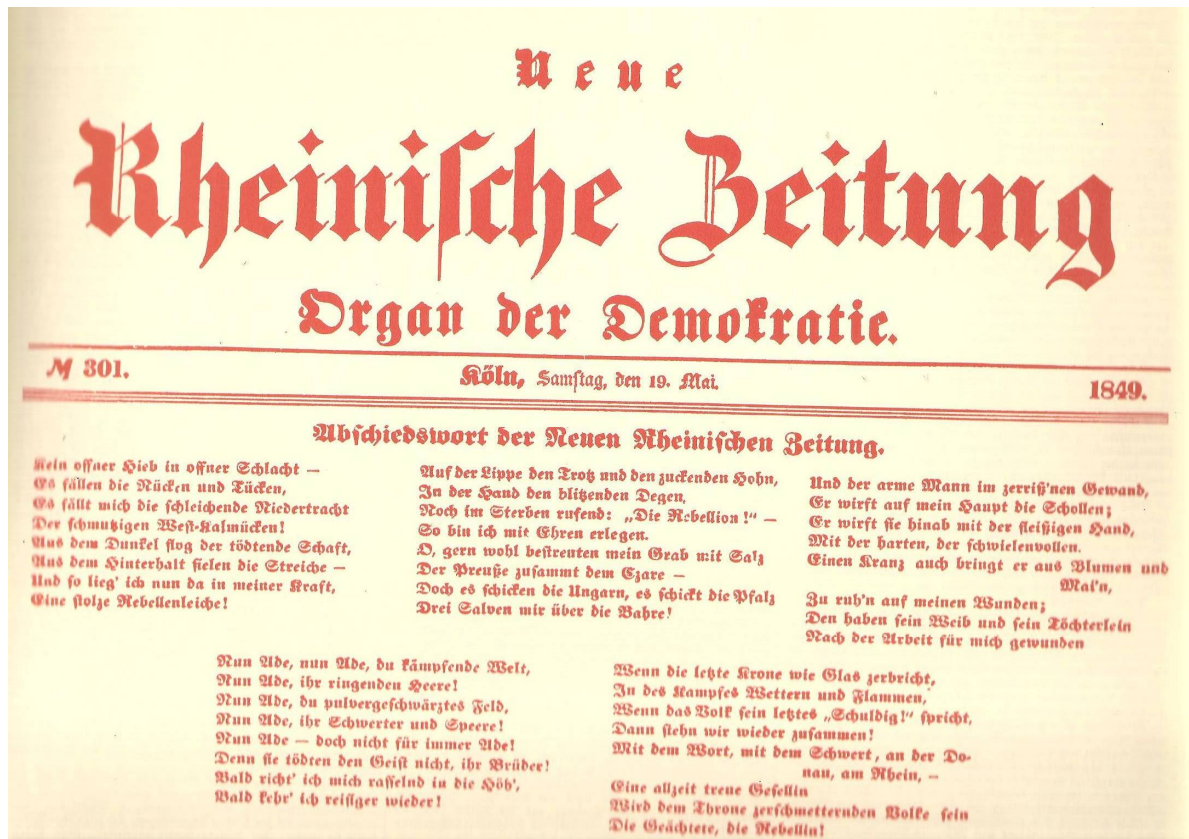 Neue
Rheinische Zeitung
Organ der Demokratie.
№ 301.
Köln, Samstag, den 19. Mai.
1849.
Abschiedswort der Neuen Rheinischen Zeitung.
Kein offner Hieb in offner Schlacht —
Es fällen die Nücken und Tücken,
Es fällt mich die schleichende Niedertracht
Der schmutzigen West-Kalmücken!
Aus dem Dunkel flog der tödtende Schaft,
Aus dem Hinterhalt fielen die Streiche —
Und so lieg' ich nun da in meiner Kraft,
Eine stolze Rebellenleiche!
Auf der Lippe den Trotz und den zuckenden Hohn,
In der Hand den blitzenden Degen,
Noch im Sterben rufend: „Die Rebellion!" —
So bin ich mit Ehren erlegen.
O, gern wohl bestreuten mein Grab mit Salz
Der Preuße zusammt dem Czare —
Doch es schicken die Ungarn, es schickt die Pfalz
Drei Salven mir über die Bahre!
Und der arme Mann im zerriß'nen Gewand,
Er wirft auf mein Haupt die Schollen;
Er wirft sie hinab mit der fleißigen Hand,
Mit der harten, der schwielenvollen.
Einen Kranz auch bringt er aus Blumen und
Mai'n,
Zu ruh'n auf meinen Wunden;
Den haben sein Weib und sein Töchterlein
Nach der Arbeit für mich gewunden
Nun Ade, nun Ade, du kämpfende Welt,
Nun Ade, ihr ringenden Heere!
Nun Ade, du pulvergeschwärztes Feld,
Nun Ade, ihr Schwerter und Speere!
Nun Ade — doch nicht für immer Ade!
Denn sie tödten den Geist nicht, ihr Brüder!
Bald richt' ich mich rasselnd in die Höh',
Bald kehr' ich reisiger wieder!
Wenn die letzte Krone wie Glas zerbricht,
In des Kampfes Wettern und Flammen,
Wenn das Volk sein letztes „Schuldig!" spricht,
Dann stehn wir wieder zusammen!
Mit dem Wort, mit dem Schwert, an der Do-
nau, am Rhein, —
Eine allzeit treue Gesellin
Wird dem Throne zerschmetternden Volke sein
Die Geächtete, die Rebellin!